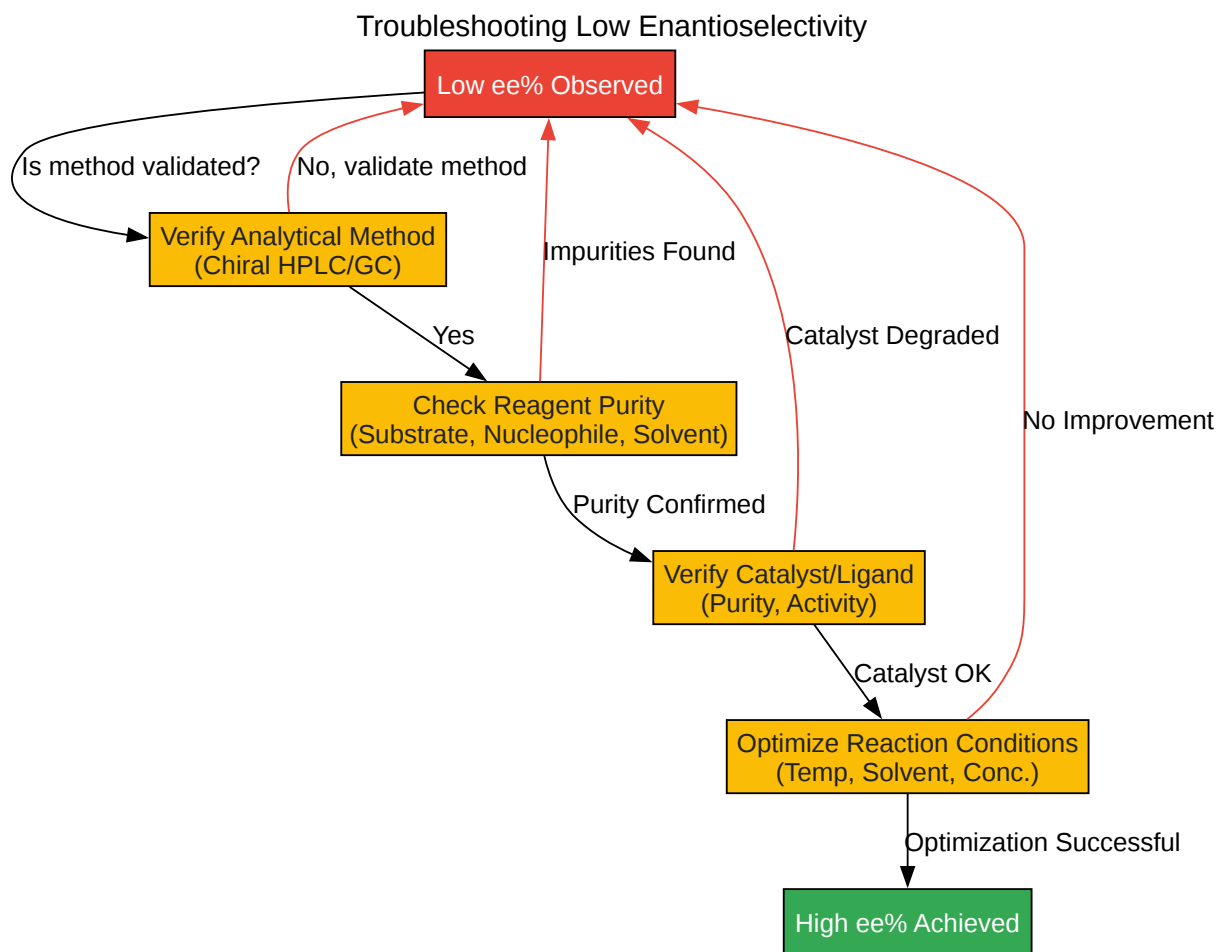 Troubleshooting Low Enantioselectivity
Low ee% Observed
Is method validated?
No, validate method
Verify Analytical Method
(Chiral HPLC/GC)
Impurities Found
Yes
Catalyst Degraded
Check Reagent Purity
(Substrate, Nucleophile, Solvent)
No Improvement
Purity Confirmed
Verify Catalyst/Ligand
(Purity, Activity)
Catalyst OK
Optimize Reaction Conditions
(Temp, Solvent, Conc.)
Optimization Successful
High ee% Achieved